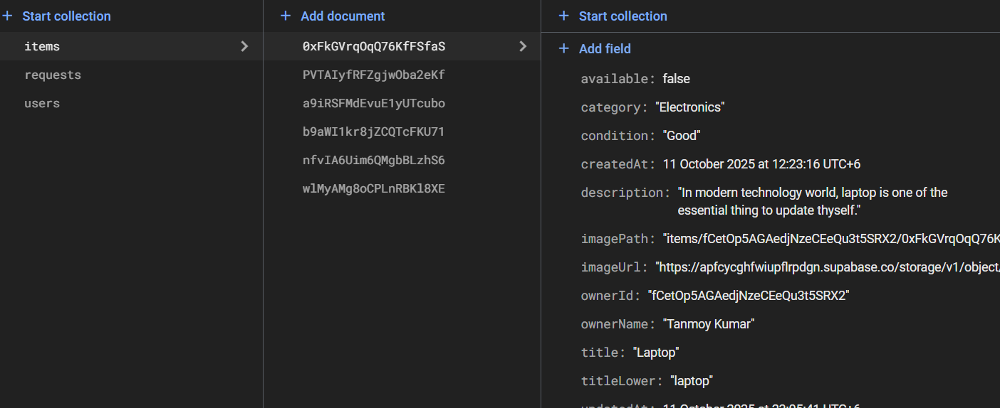 Start collection
items
requests
users
Add document
0xFkGVrqOqQ76KfFSfaS
PVTAIyfRFZgjwOba2eKf
a9iRSFMdEvuE1yUTcubo
b9aWI1kr8jZCQTcFKU71
nfvIA6Uim6QMgbBLzhS6
wlMyAMg8oCPLnRBKl8XE
Start collection
Add field
available: false
category: "Electronics"
condition: "Good"
createdAt: 11 October 2025 at 12:23:16 UTC+6
description: "In modern technology world, laptop is one of the
essential thing to update thyself."
imagePath: "items/fCetOp5AGAedjNzeCEeQu3t5SRX2/0xFkGVrqOqQ76K
imageUrl: "https://apfcycghfwiupflrpdgn.supabase.co/storage/v1/object/
ownerId: "fCetOp5AGAedjNzeCEeQu3t5SRX2"
ownerName: "Tanmoy Kumar"
title: "Laptop"
titleLower: "laptop"
updatedAt: 11 October 2025 at 23:05:41 UTC+6